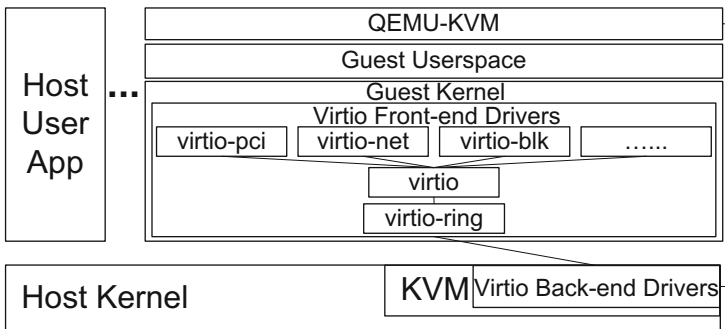 Host
User
App
...
QEMU-KVM
Guest Userspace
Guest Kernel
Virtio Front-end Drivers
virtio-pci
virtio-net
virtio-blk
…...
virtio
virtio-ring
Host Kernel
KVM
Virtio Back-end Drivers